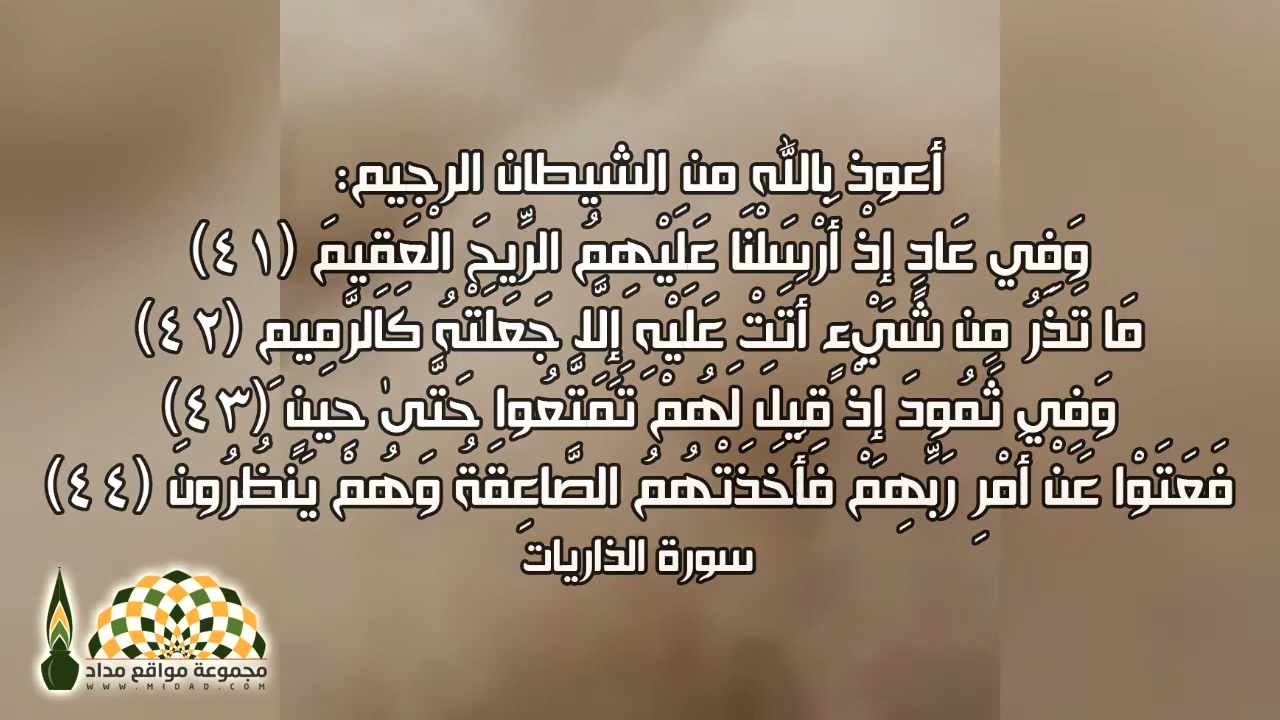 أعوذ بالله من الشيطان الرجيم:
وَفِي عَادٍ إِذْ أَرْسَلْنَا عَلَيْهِمُ الرِّيحَ الْعَقِيمَ (٤١)
مَا تَذَرُ مِن شَيْءٍ أَتَتْ عَلَيْهِ إِلاَّ جَعَلَتْهُ كَالرَّمِيمِ (٤٢)
وَفِي ثَمُودَ إِذْ قِيلَ لَهُمْ تَمَتَّعُوا حَتَّىٰ حِينٍ (٤٣)
فَعَتَوْا عَنْ أَمْرِ رَبِّهِمْ فَأَخَذَتْهُمُ الصَّاعِقَةُ وَهُمْ يَنظُرُونَ (٤٤)
سورة الذاريات
مجموعة مواقع مداد
WWW.MIDAD.COM